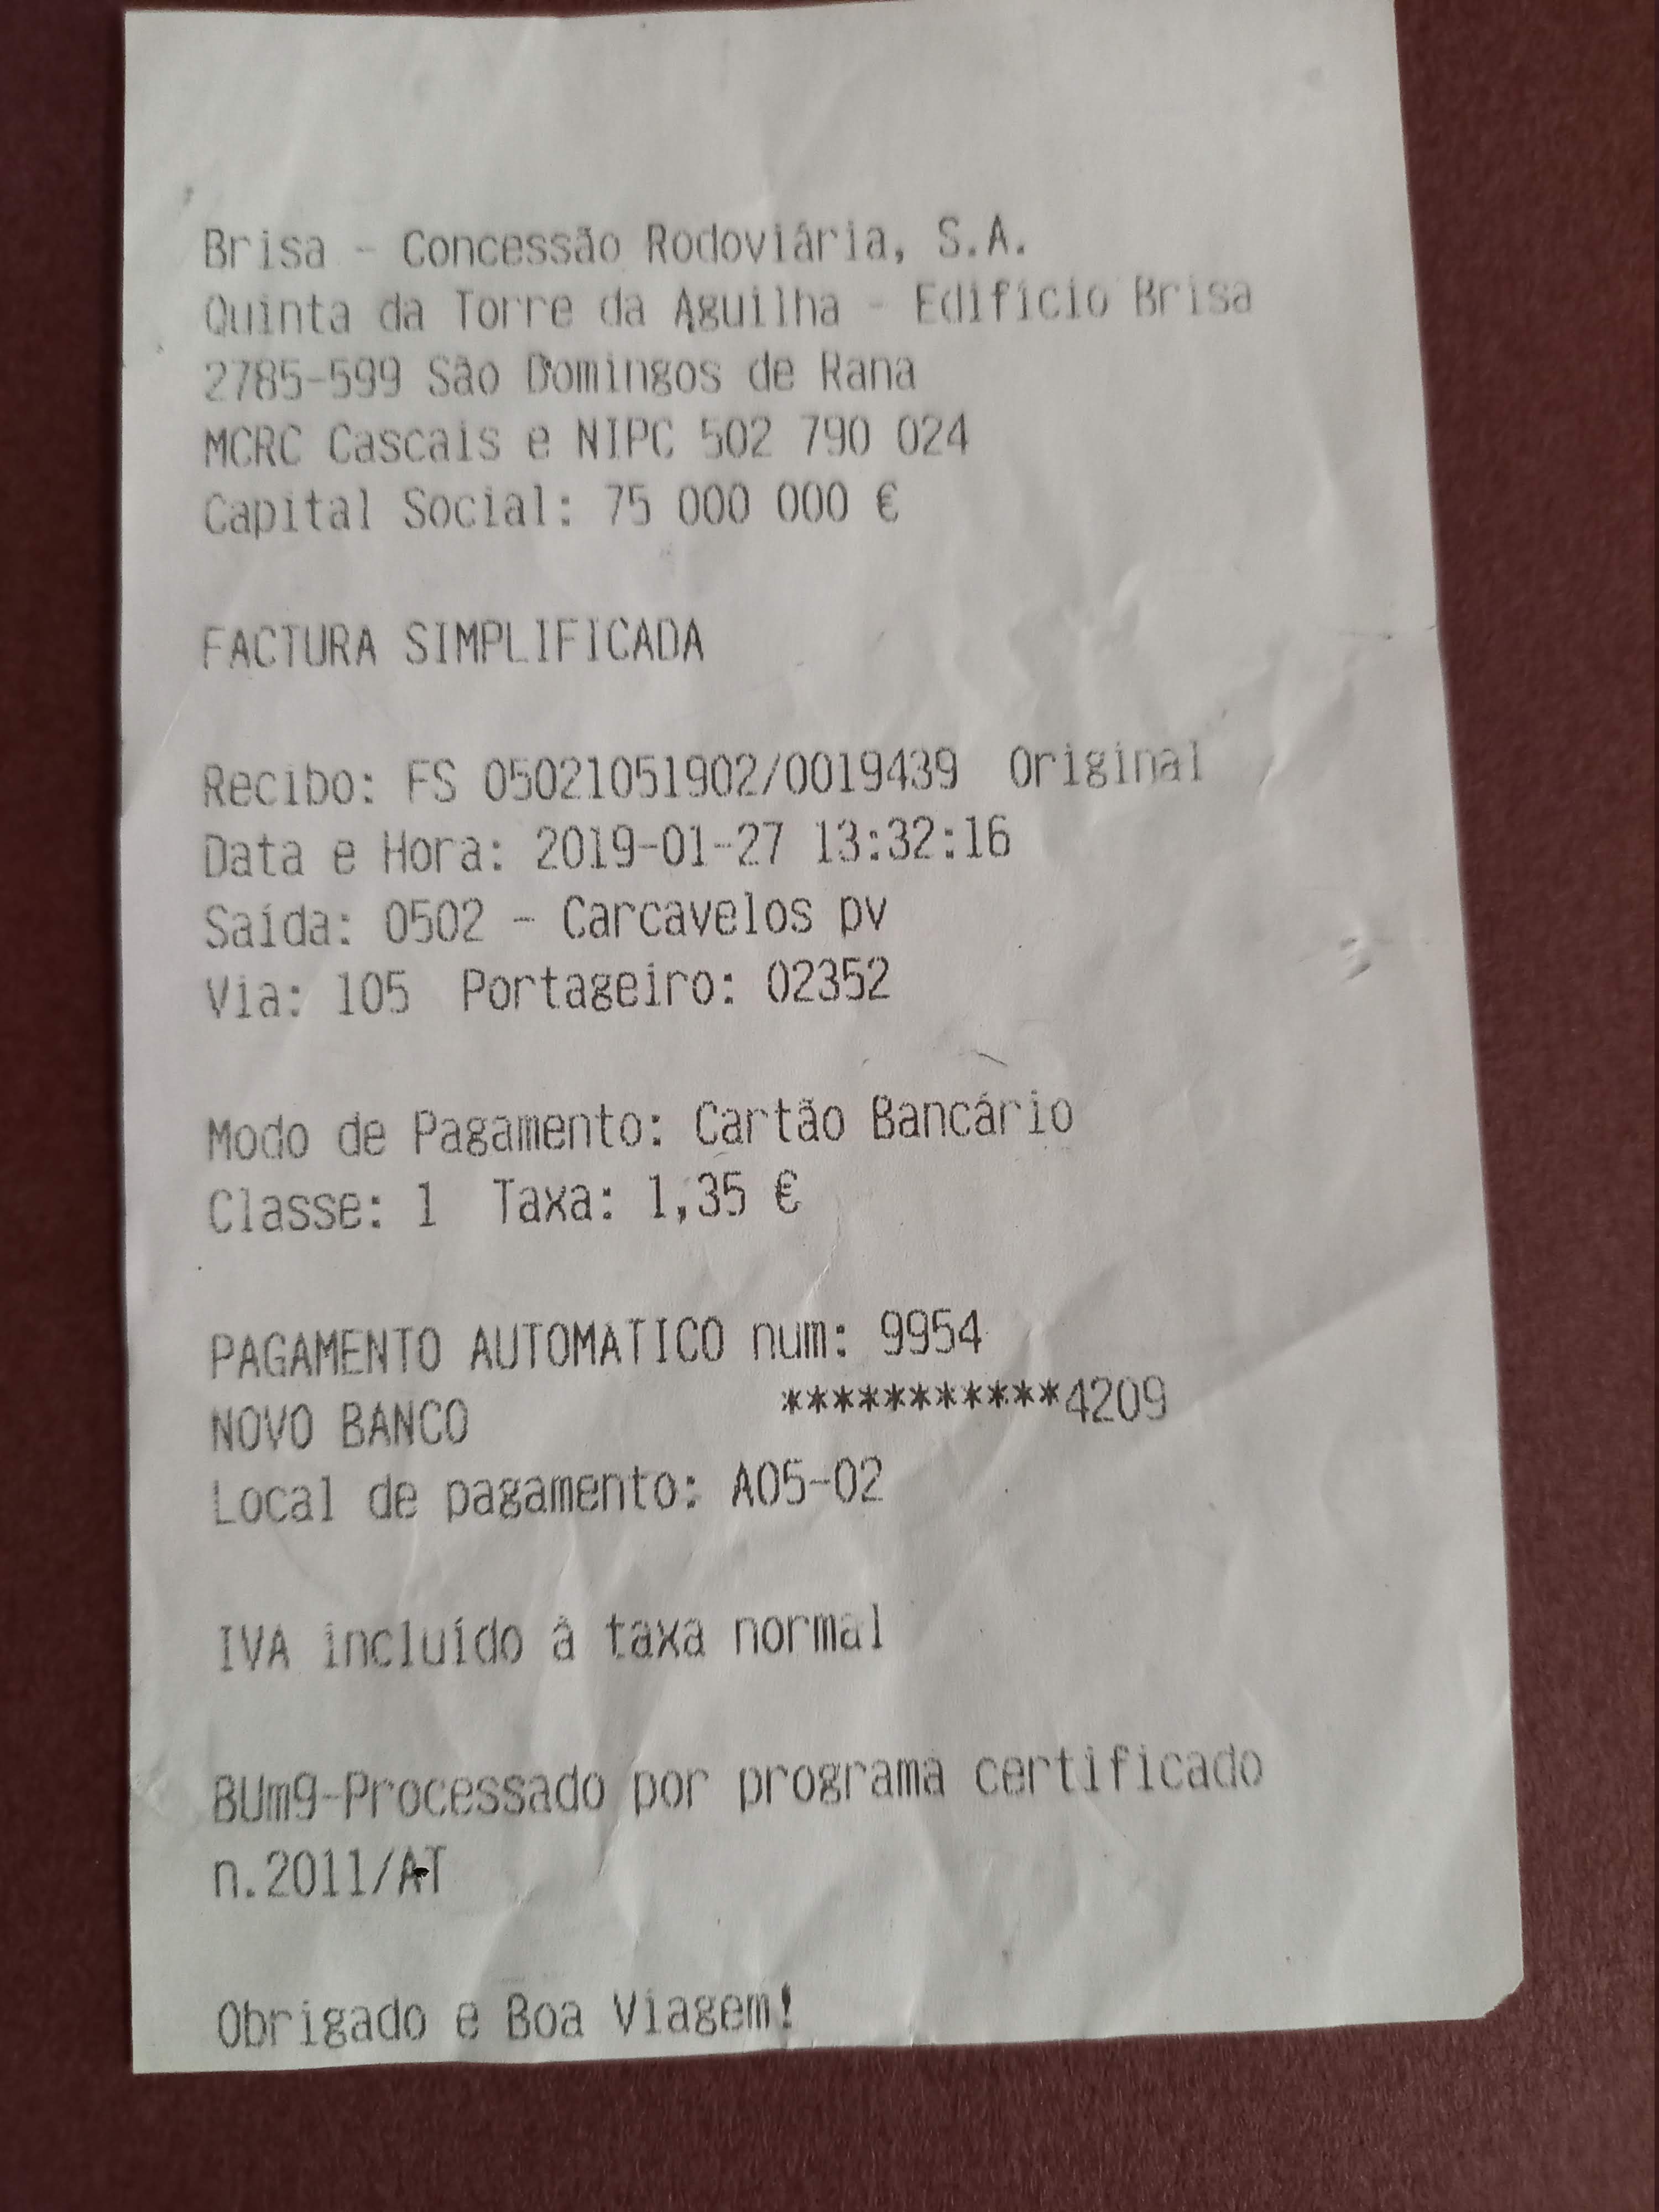 Brisa - Concessão Rodoviária, S.A.
Quinta da Torre da Aguilha - Edifício Brisa
2785-599 São Domingos de Rana
MCRC Cascais e NIPC 502 790 024
Capital Social: 75 000 000 €
FACTURA SIMPLIFICADA
Recibo: FS 05021051902/0019439 Original
Data e Hora: 2019-01-27 13:32:16
Saída: 0502 - Carcavelos pv
Via: 105 Portageiro: 02352
Modo de Pagamento: Cartão Bancário
Classe: 1 Taxa: 1,35 €
PAGAMENTO AUTOMATICO num: 9954
NOVO BANCO ***********4209
Local de pagamento: A05-02
IVA incluído à taxa normal
BUm9-Processado por programa certificado
n.2011/AT
Obrigado e Boa Viagem!